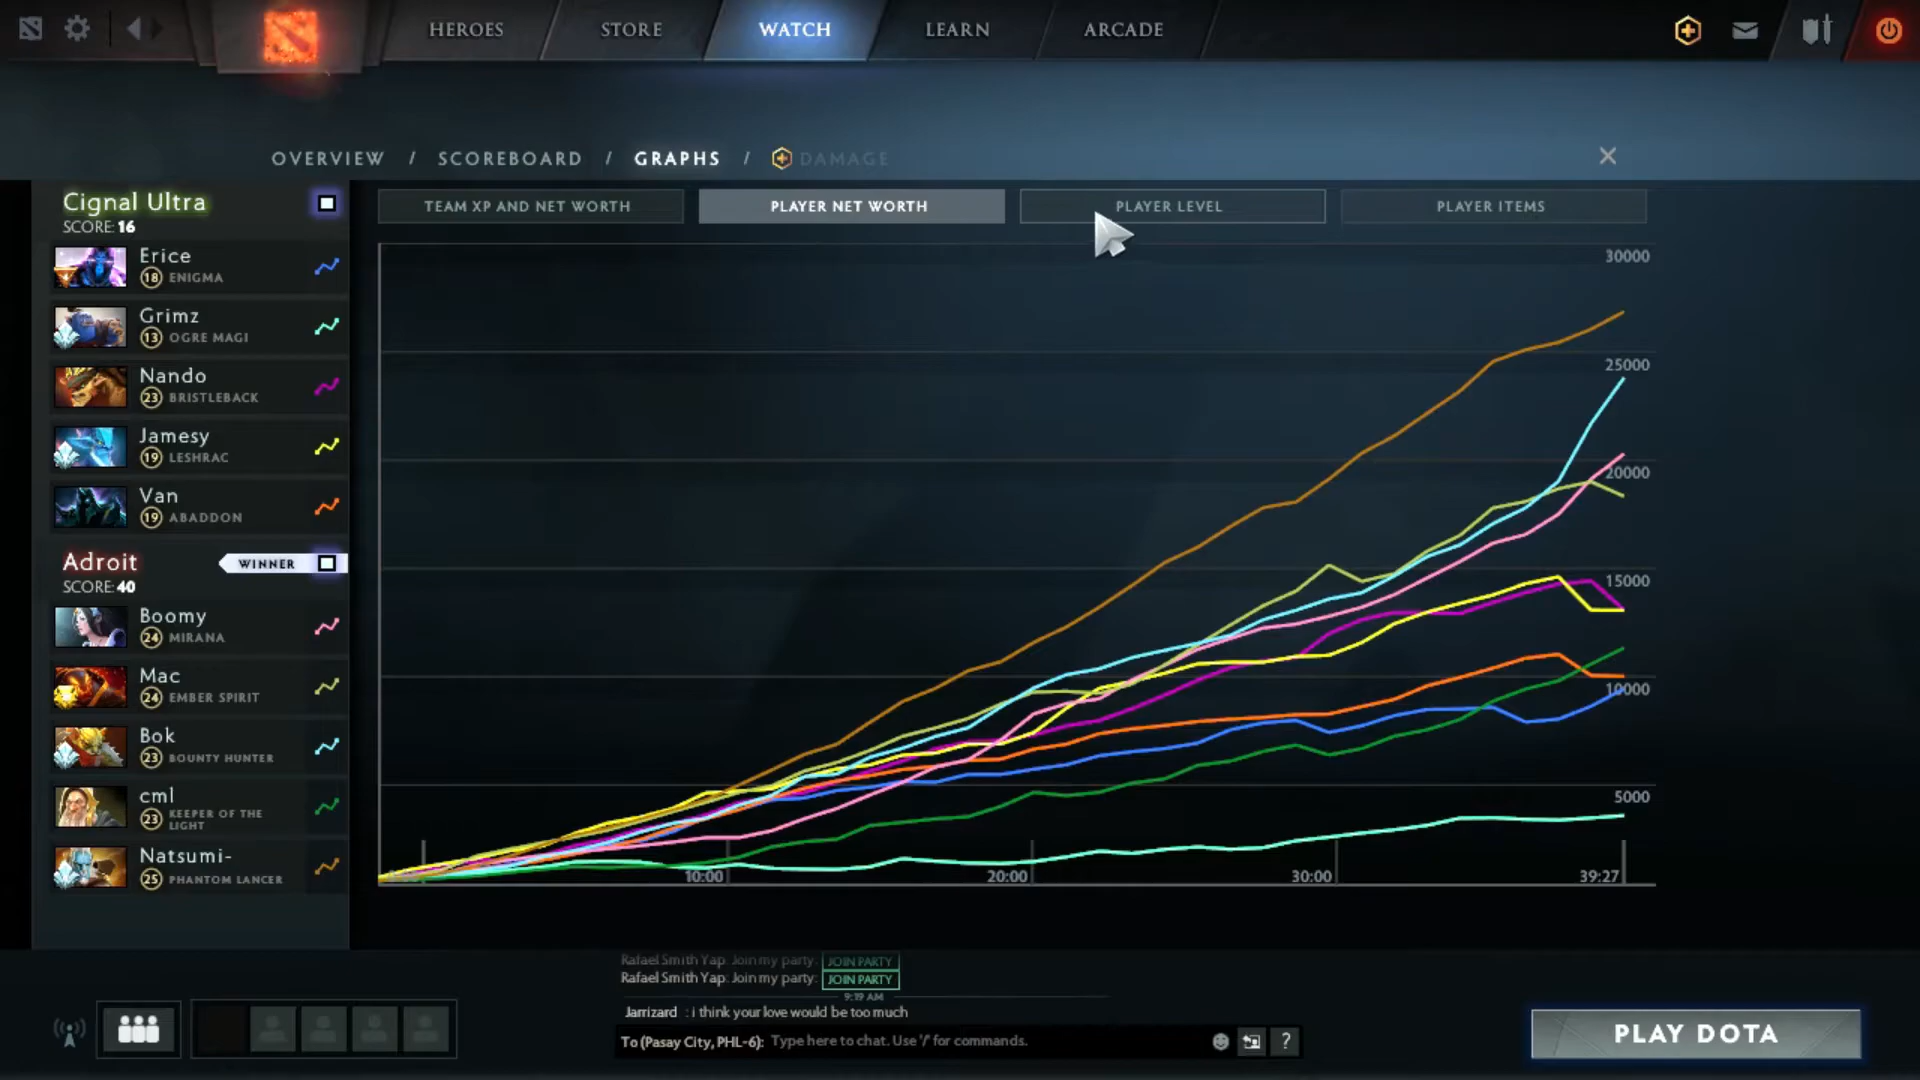 HEROES
STORE
WATCH
LEARN
ARCADE
OVERVIEW / SCOREBOARD / GRAPHS / DAMAGE
Cignal Ultra
SCORE: 16
TEAM XP AND NET WORTH
PLAYER NET WORTH
PLAYER LEVEL
PLAYER ITEMS
Erice
18 ENIGMA
Grimz
13 OGRE MAGI
Nando
23 BRISTLEBACK
Jamesy
19 LESHRAC
Van
19 ABADDON
Adroit
WINNER
SCORE: 40
Boomy
24 MIRANA
Mac
24 EMBER SPIRIT
Bok
23 BOUNTY HUNTER
cml
23 KEEPER OF THE
LIGHT
Natsumi-
25 PHANTOM LANCER
30000
25000
20000
15000
10000
5000
10:00
20:00
30:00
39:27
Rafael Smith Yap: Join my party: JOIN PARTY
Rafael Smith Yap: Join my party: JOIN PARTY
9:19 AM
Jarrizard : i think your love would be too much
To (Pasay City, PHL-6): Type here to chat. Use '/' for commands.
?
PLAY DOTA